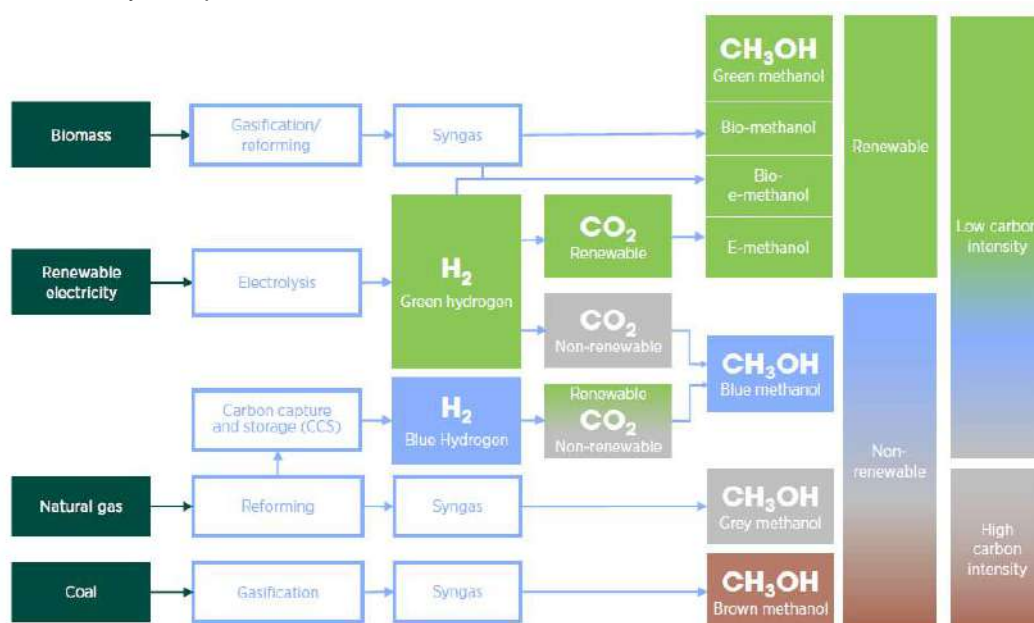 CH₃OH
Green methanol
Biomass
Gasification/
reforming
Syngas
Bio-methanol
Renewable
Bio-
e-methanol
Low carbon
intensity
Renewable
electricity
Electrolysis
H₂
Green hydrogen
CO₂
Renewable
E-methanol
CO₂
Non-renewable
CH₃OH
Blue methanol
Carbon capture
and storage (CCS)
H₂
Blue Hydrogen
Renewable
CO₂
Non-renewable
Non-
renewable
Natural gas
Reforming
Syngas
CH₃OH
Grey methanol
High
carbon
intensity
Coal
Gasification
Syngas
CH₃OH
Brown methanol